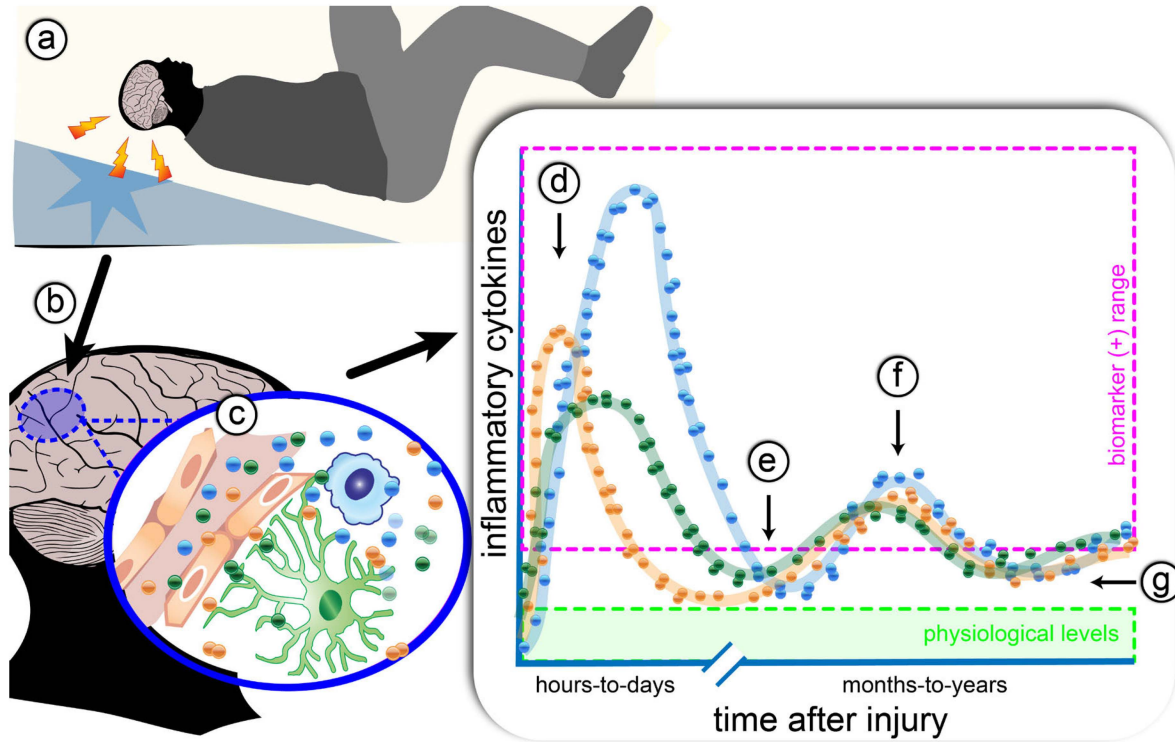 a
b
c
d
e
f
g
inflammatory cytokines
biomarker (+) range
physiological levels
hours-to-days
months-to-years
time after injury